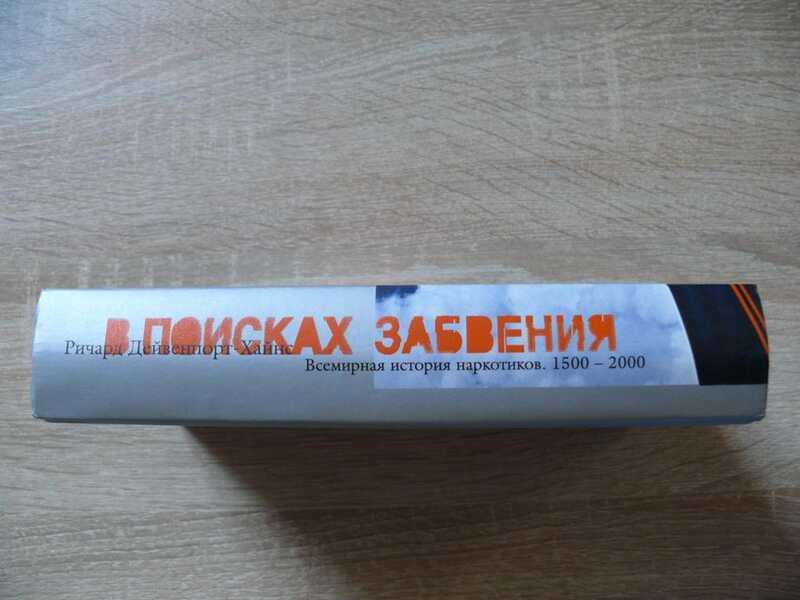 В ПОИСКАХ ЗАБВЕНИЯ
Ричард Дейвенпорт-Хайнс
Всемирная история наркотиков. 1500 – 2000